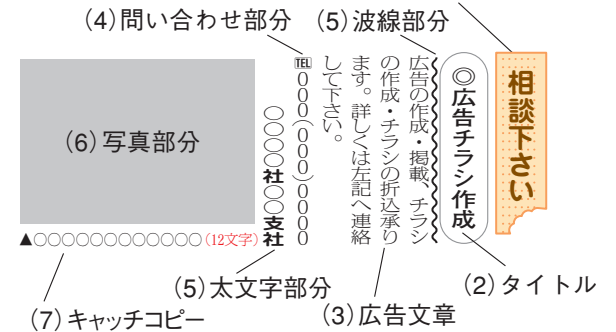 (4)問い合わせ部分
(5)波線部分
相談下さい
◎広告チラシ作成
広告の作成・掲載、チラシ
の作成・チラシの折込承り
ます。詳しくは左記へ連絡
して下さい。
℡000(000)0000
○○○○社○○支社
(6)写真部分
▲○○○○○○○○○○○○(12文字)
(2)タイトル
(5)太文字部分
(3)広告文章
(7)キャッチコピー